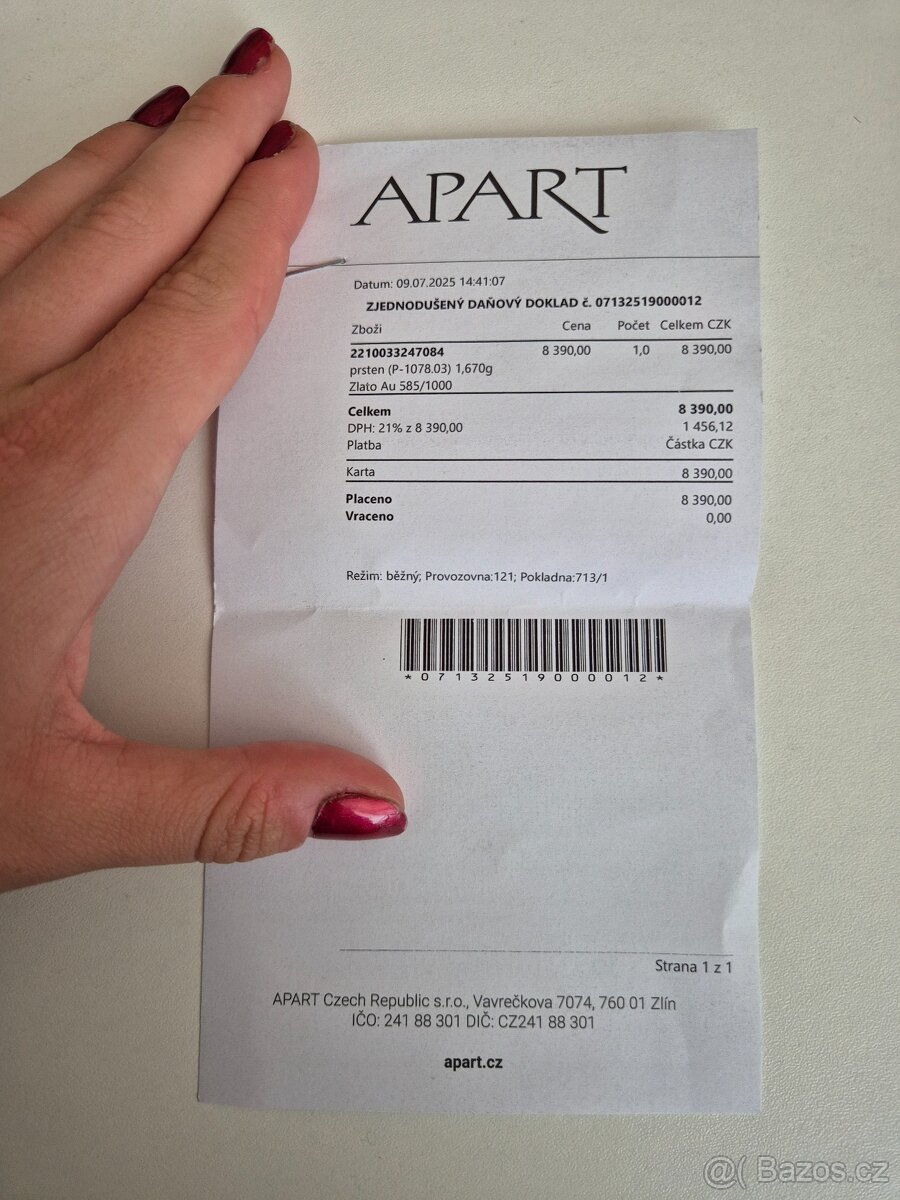 APART
Datum: 09.07.2025 14:41:07
ZJEDNODUŠENÝ DAŇOVÝ DOKLAD č. 07132519000012
Zboží Cena Počet Celkem CZK
2210033247084 8 390,00 1,0 8 390,00
prsten (P-1078.03) 1,670g
Zlato Au 585/1000
Celkem 8 390,00
DPH: 21% z 8 390,00 1 456,12
Platba Částka CZK
Karta 8 390,00
Placeno 8 390,00
Vraceno 0,00
Režim: běžný; Provozovna:121; Pokladna:713/1
*07132519000012*
Strana 1 z 1
APART Czech Republic s.r.o., Vavrečkova 7074, 760 01 Zlín
IČO: 241 88 301 DIČ: CZ241 88 301
apart.cz
@( Bazos.cz